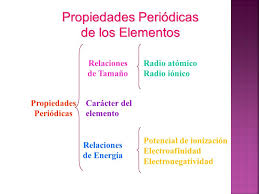 Propiedades Periódicas
de los Elementos
Relaciones
de Tamaño
Radio atómico
Radio iónico
Propiedades
Periódicas
Carácter del
elemento
Relaciones
de Energía
Potencial de ionización
Electroafinidad
Electronegatividad